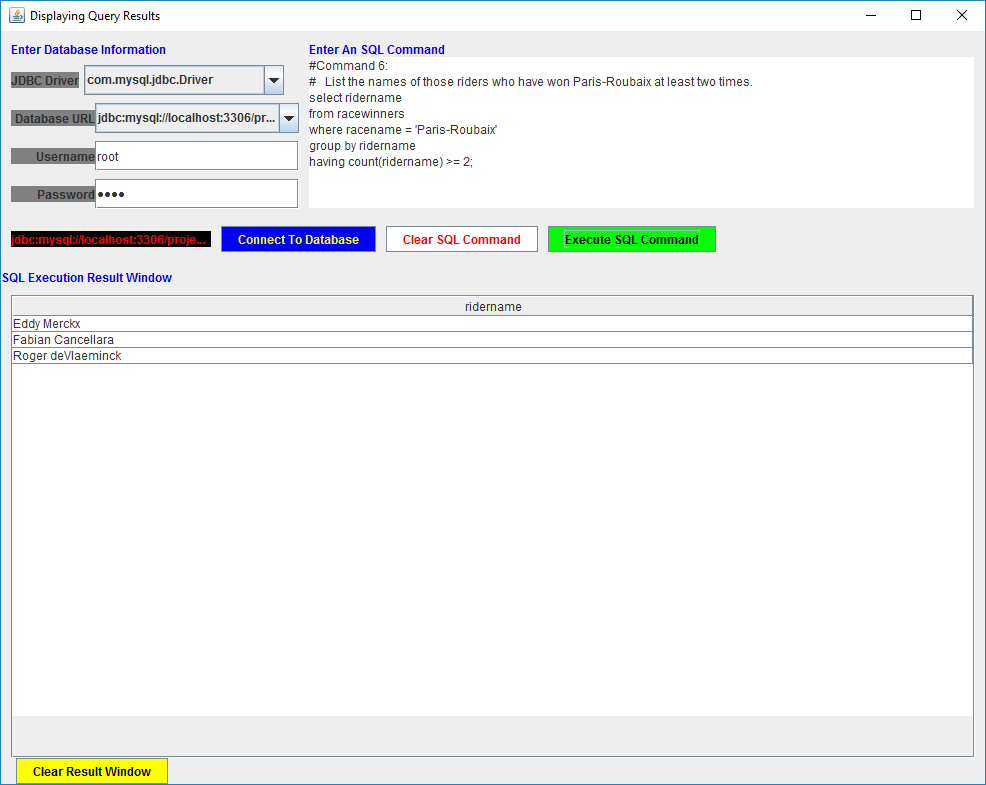 Displaying Query Results
Enter Database Information
JDBC Driver com.mysql.jdbc.Driver
Database URL jdbc:mysql://localhost:3306/pr...
Username root
Password ••••
Enter An SQL Command
#Command 6:
#   List the names of those riders who have won Paris-Roubaix at least two times.
select ridername
from racewinners
where racename = 'Paris-Roubaix'
group by ridername
having count(ridername) >= 2;
jdbc:mysql://localhost:3306/proje... Connect To Database Clear SQL Command Execute SQL Command
SQL Execution Result Window
ridername
Eddy Merckx
Fabian Cancellara
Roger deVlaeminck
Clear Result Window